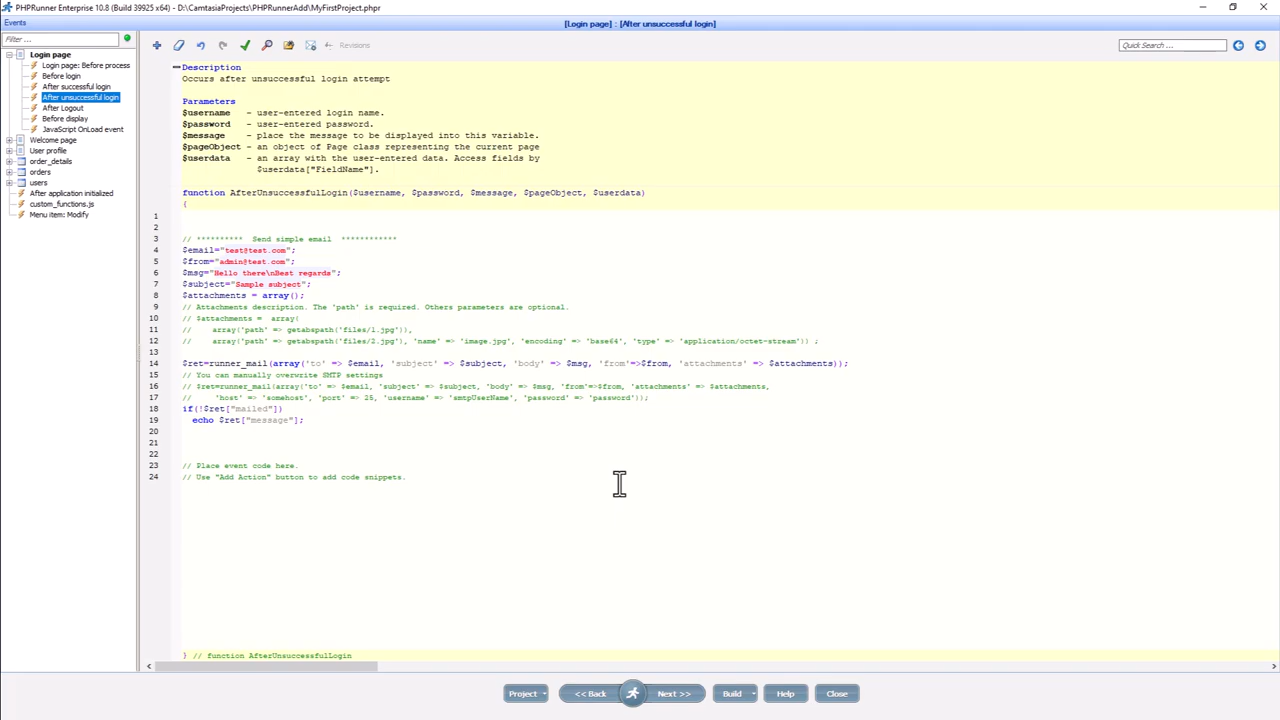 PHPRunner Enterprise 10.8 (Build 39925 x64) - D:\CamtasiaProjects\PHPRunnerAdd\MyFirstProject.phpr
Events
[Login page] : [After unsuccessful login]
Filter ...
Revisions
Quick Search ...
Login page
Login page: Before process
Before login
After successful login
After unsuccessful login
After Logout
Before display
JavaScript OnLoad event
Welcome page
User profile
order_details
orders
users
After application initialized
custom_functions.js
Menu item: Modify
Description
Occurs after unsuccessful login attempt
Parameters
$username - user-entered login name.
$password - user-entered password.
$message - place the message to be displayed into this variable.
$pageObject - an object of Page class representing the current page
$userdata - an array with the user-entered data. Access fields by
$userdata["FieldName"].
function AfterUnsuccessfulLogin($username, $password, $message, $pageObject, $userdata)
{
1
2
3 // ********** Send simple email ************
4 $email="test@test.com";
5 $from="admin@test.com";
6 $msg="Hello there\nBest regards";
7 $subject="Sample subject";
8 $attachments = array();
9 // Attachments description. The 'path' is required. Others parameters are optional.
10 // $attachments = array(
11 // array('path' => getabspath('files/1.jpg')),
12 // array('path' => getabspath('files/2.jpg'), 'name' => 'image.jpg', 'encoding' => 'base64', 'type' => 'application/octet-stream')) ;
13
14 $ret=runner_mail(array('to' => $email, 'subject' => $subject, 'body' => $msg, 'from'=>$from, 'attachments' => $attachments));
15 // You can manually overwrite SMTP settings
16 // $ret=runner_mail(array('to' => $email, 'subject' => $subject, 'body' => $msg, 'from'=>$from, 'attachments' => $attachments,
17 // 'host' => 'somehost', 'port' => 25, 'username' => 'smtpUserName', 'password' => 'password'));
18 if(!$ret["mailed"])
19 echo $ret["message"];
20
21
22
23 // Place event code here.
24 // Use "Add Action" button to add code snippets.
} // function AfterUnsuccessfulLogin
Project
<< Back
Next >>
Build
Help
Close